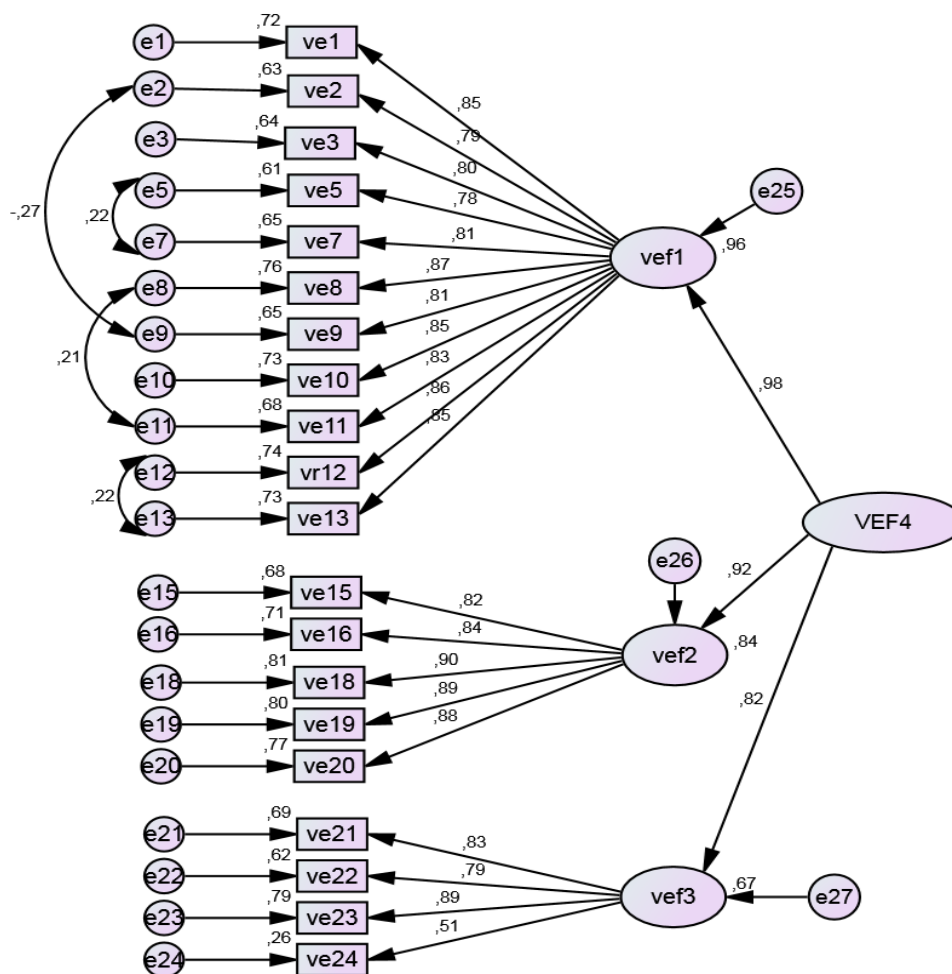 ,72
e1 ve1
,63
e2 ve2
,85
,64
e3 ve3
,79
,61
e5 ve5
,80
-,27
,22
,78
e25
,65
e7 ve7
,81
vef1 ,96
,76
e8 ve8
,87
,65
e9 ve9
,81
,21
,73
e10 ve10
,85
,68
e11 ve11
,83
,98
,74
e12 vr12
,86
,22
,73
e13 ve13
,85
VEF4
e26
,92
,68
e15 ve15
,82
,71
e16 ve16
,84
vef2 ,84
,81
e18 ve18
,90
,80
e19 ve19
,89
,82
,77
e20 ve20
,88
,69
e21 ve21
,83
,62
e22 ve22
,79
vef3 ,67 e27
,79
e23 ve23
,89
,26
e24 ve24
,51